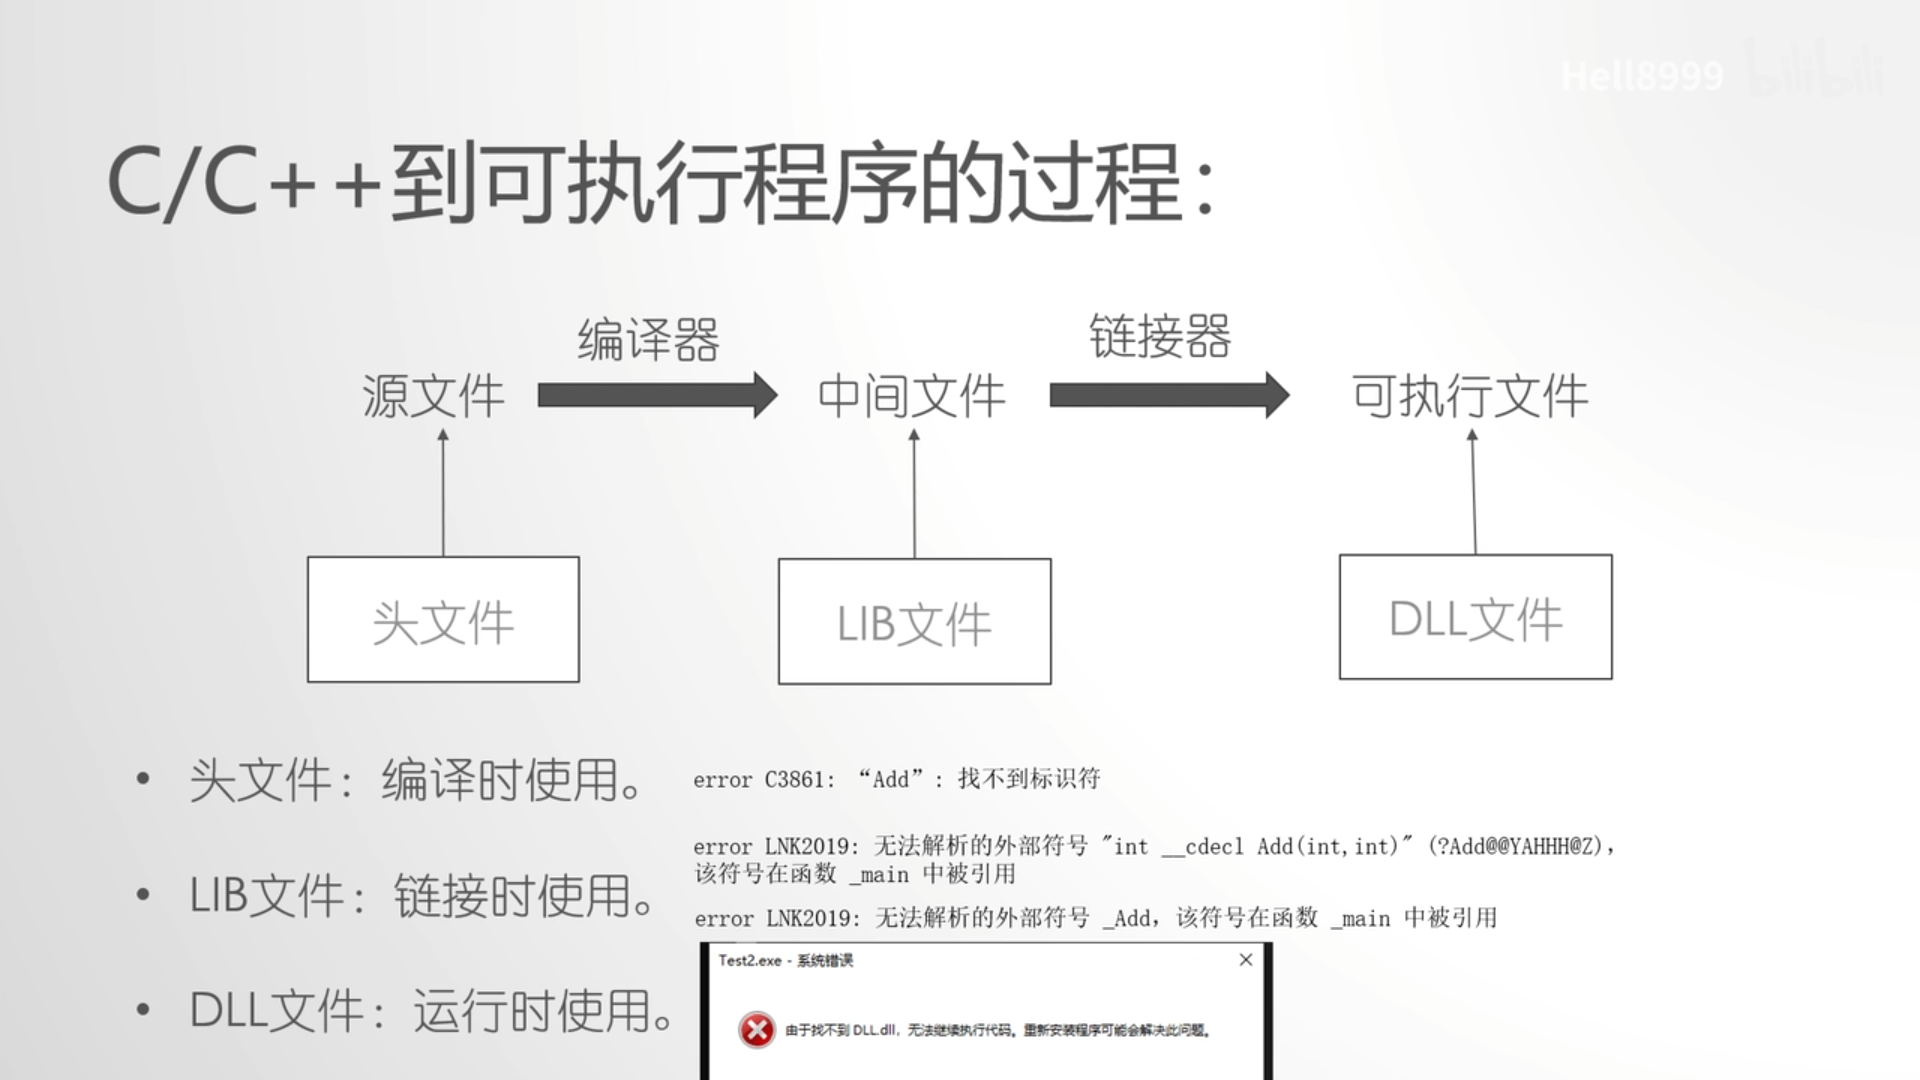 Hell8999 bilibili
C/C++到可执行程序的过程：
编译器
链接器
源文件
中间文件
可执行文件
头文件
LIB文件
DLL文件
• 头文件：编译时使用。
error C3861: “Add”: 找不到标识符
error LNK2019: 无法解析的外部符号 "int __cdecl Add(int,int)" (?Add@@YAHHH@Z)，
该符号在函数 _main 中被引用
• LIB文件：链接时使用。
error LNK2019: 无法解析的外部符号 _Add，该符号在函数 _main 中被引用
Test2.exe - 系统错误
• DLL文件：运行时使用。
由于找不到 DLL.dll，无法继续执行代码。重新安装程序可能会解决此问题。